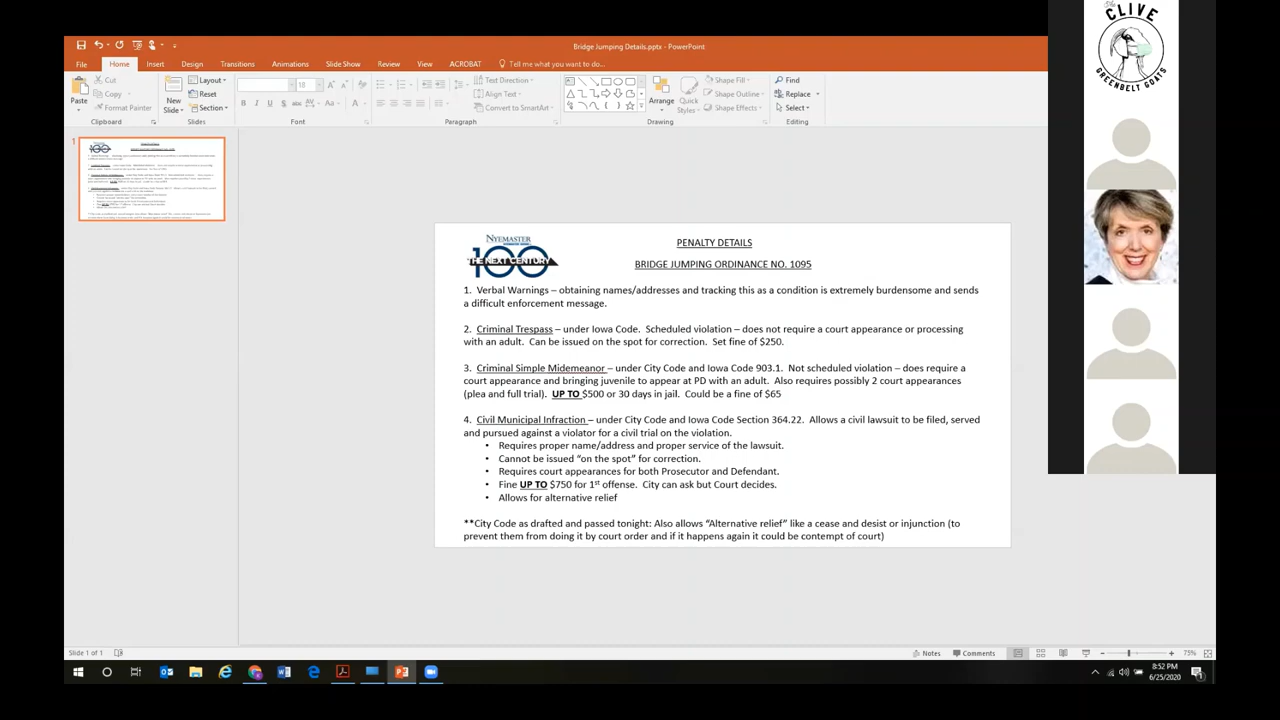 The
CLIVE
GREENBELT GOATS
Bridge Jumping Details.pptx - PowerPoint
File Home Insert Design Transitions Animations Slide Show Review View ACROBAT Tell me what you want to do...
Paste
Cut
Copy
Format Painter
Clipboard
New
Slide
Layout
Reset
Section
Slides
18
B I U S abc AV Aa A
Font
Text Direction
Align Text
Convert to SmartArt
Paragraph
Arrange
Quick
Styles
Shape Fill
Shape Outline
Shape Effects
Drawing
Find
Replace
Select
Editing
1
NYEMASTER
100
THE NEXT CENTURY
PENALTY DETAILS
BRIDGE JUMPING ORDINANCE NO. 1095
1. Verbal Warnings – obtaining names/addresses and tracking this as a condition is extremely burdensome and sends
a difficult enforcement message.
2. Criminal Trespass – under Iowa Code. Scheduled violation – does not require a court appearance or processing
with an adult. Can be issued on the spot for correction. Set fine of $250.
3. Criminal Simple Midemeanor – under City Code and Iowa Code 903.1. Not scheduled violation – does require a
court appearance and bringing juvenile to appear at PD with an adult. Also requires possibly 2 court appearances
(plea and full trial). UP TO $500 or 30 days in jail. Could be a fine of $65
4. Civil Municipal Infraction – under City Code and Iowa Code Section 364.22. Allows a civil lawsuit to be filed, served
and pursued against a violator for a civil trial on the violation.
• Requires proper name/address and proper service of the lawsuit.
• Cannot be issued “on the spot” for correction.
• Requires court appearances for both Prosecutor and Defendant.
• Fine UP TO $750 for 1st offense. City can ask but Court decides.
• Allows for alternative relief
**City Code as drafted and passed tonight: Also allows “Alternative relief” like a cease and desist or injunction (to
prevent them from doing it by court order and if it happens again it could be contempt of court)
Slide 1 of 1
Notes Comments 75%
8:52 PM
6/25/2020